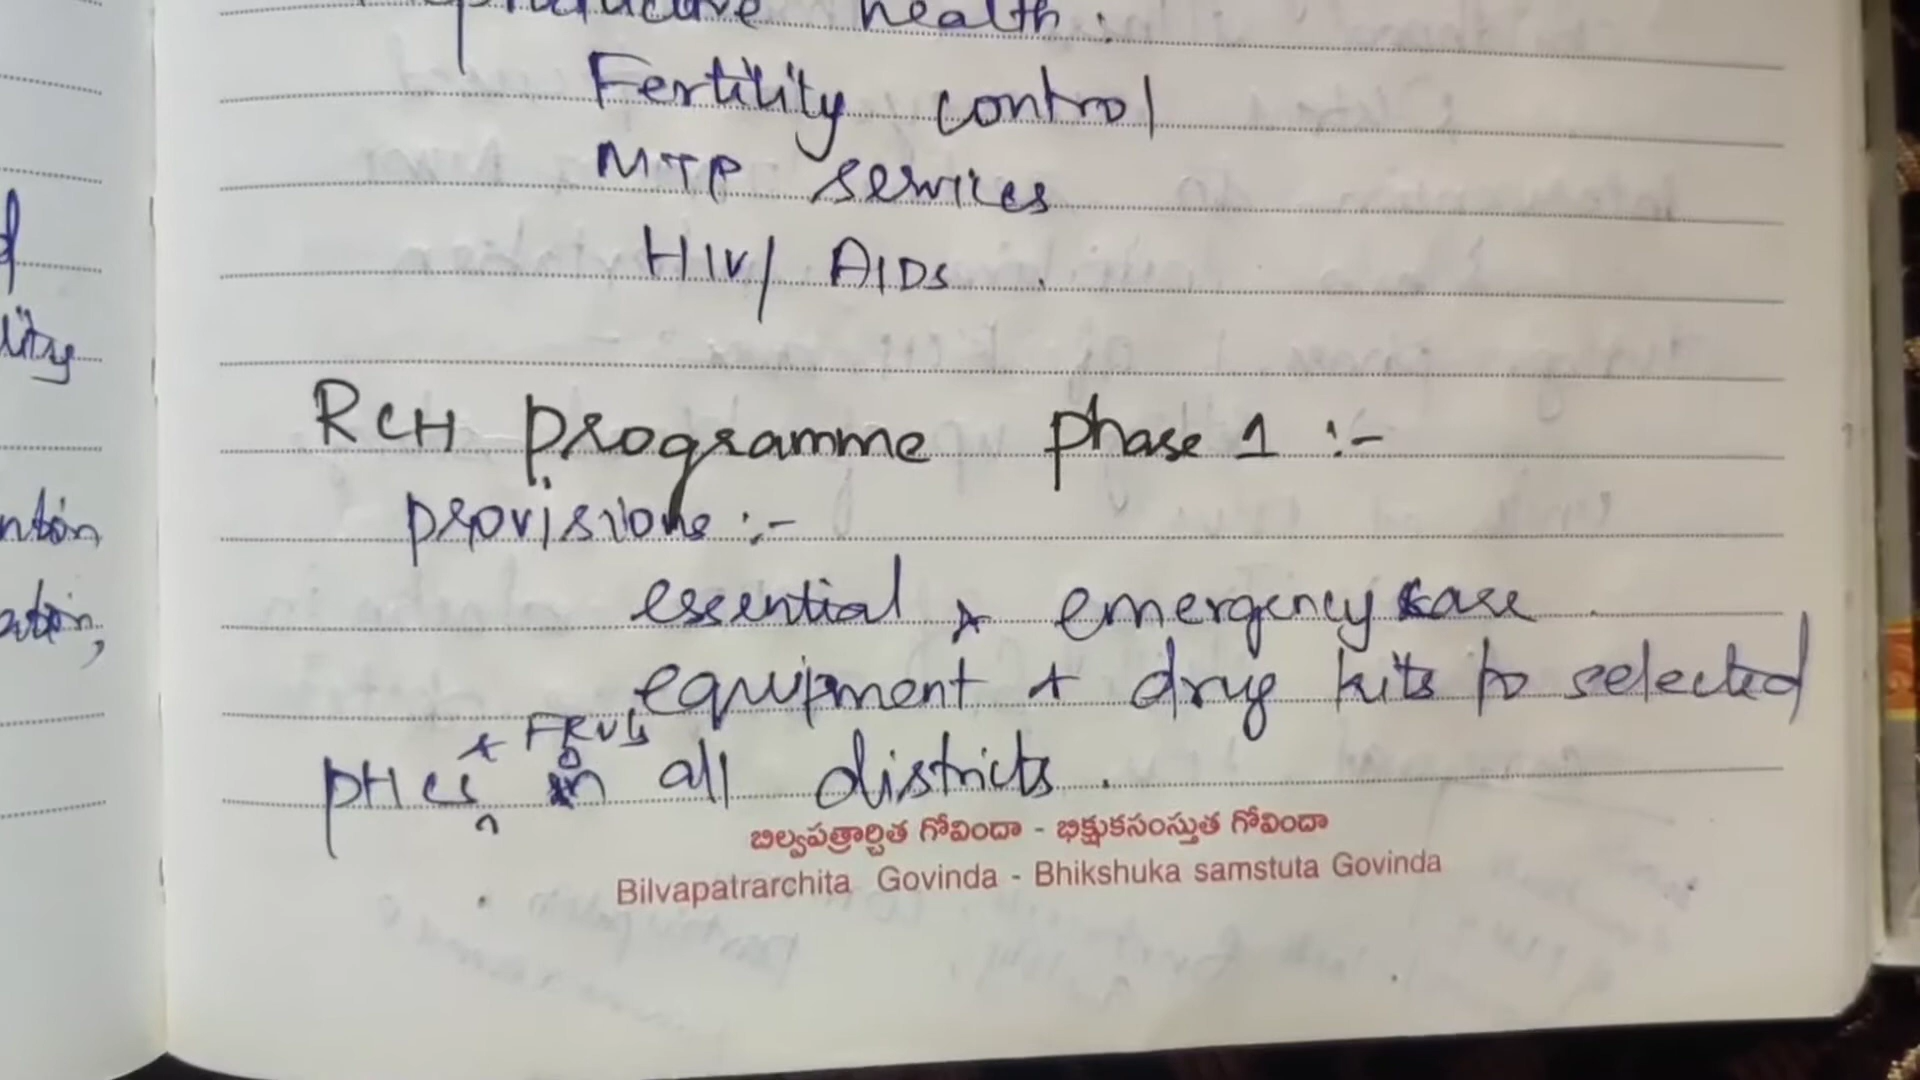 health :
Fertility control
MTP services
HIV/ AIDS .
RCH programme phase 1 :-
provisions :-
essential + emergency care
equipment + drug kits to selected
+ FRUs
PHCs in all districts .
బిల్వపత్రార్చిత గోవిందా - భిక్షుకసంస్తుత గోవిందా
Bilvapatrarchita Govinda - Bhikshuka samstuta Govinda